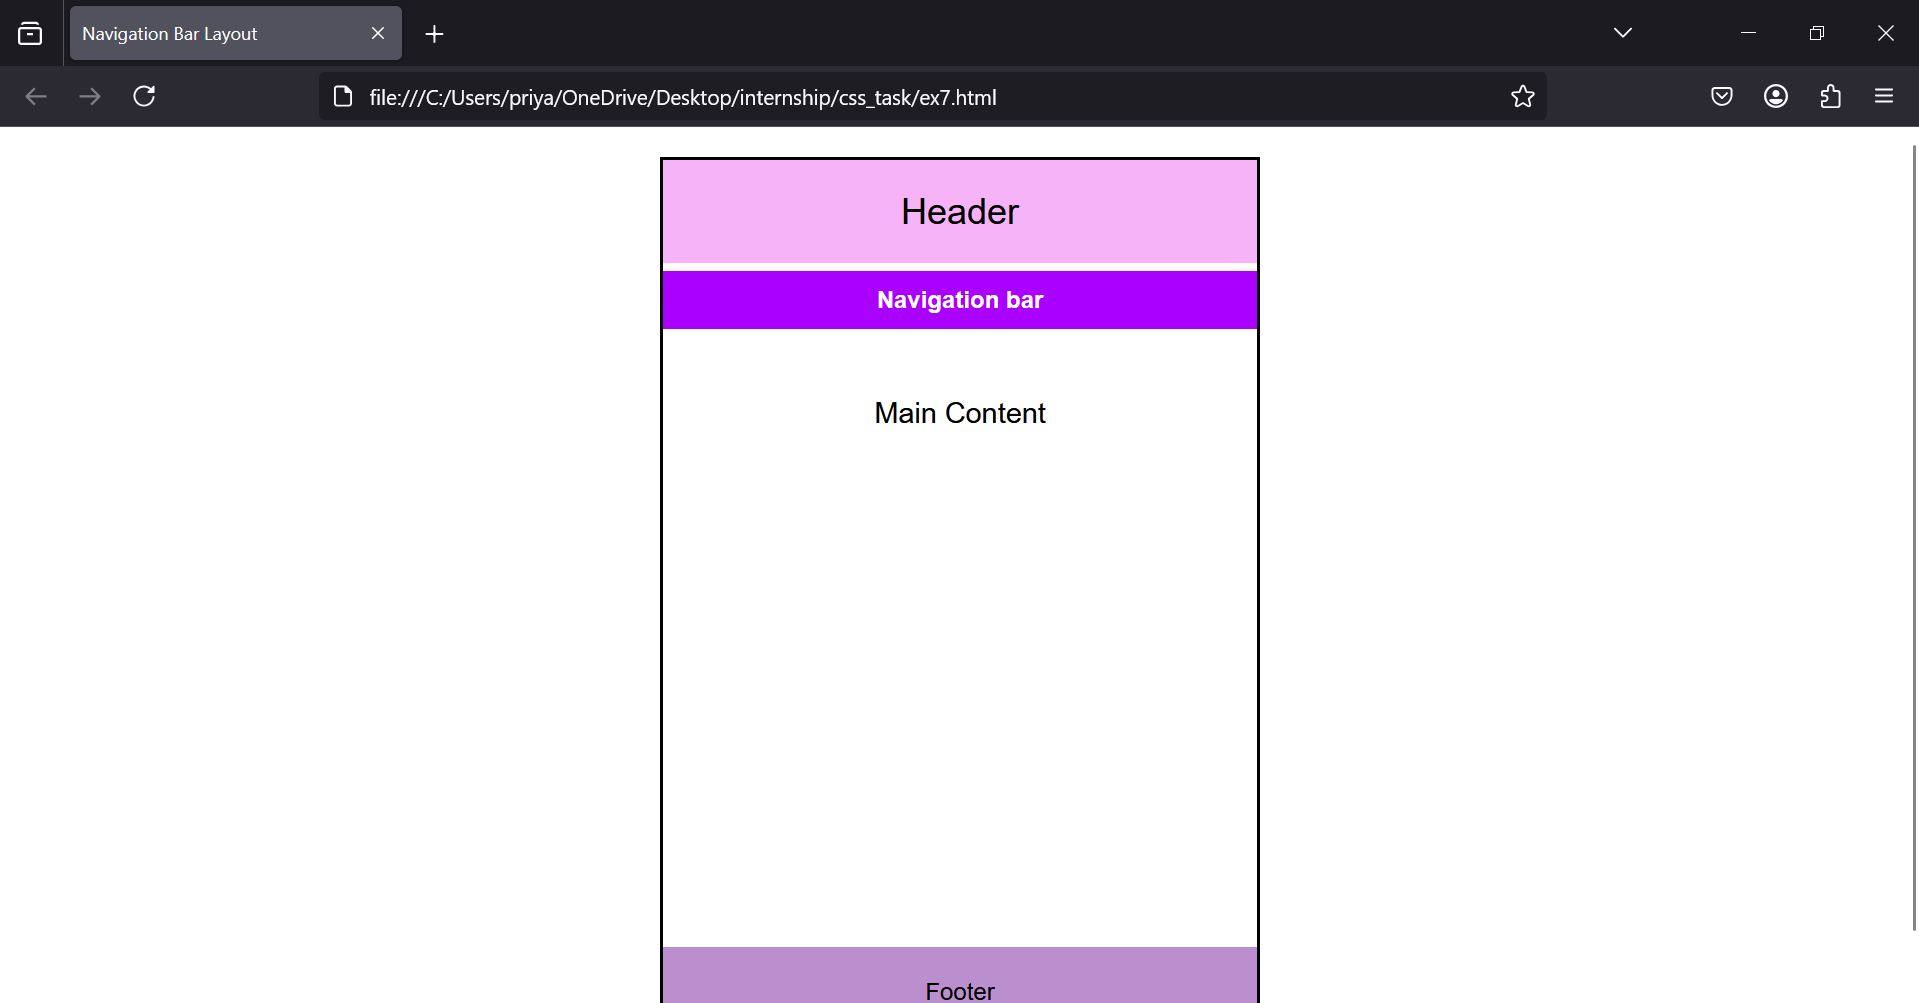 Navigation Bar Layout
file:///C:/Users/priya/OneDrive/Desktop/internship/css_task/ex7.html
Header
Navigation bar
Main Content
Footer